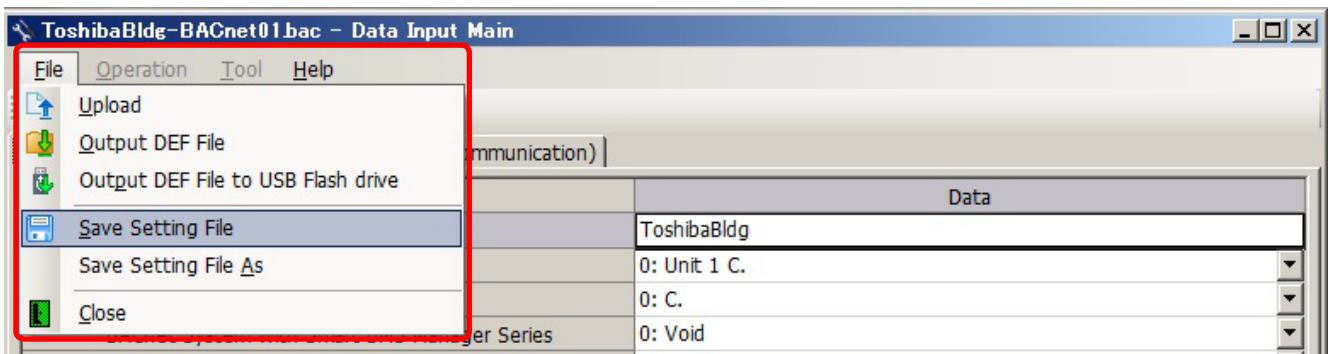 ToshibaBldg-BACnet01.bac - Data Input Main
File Operation Tool Help
Upload
Output DEF File
mmunication)
Output DEF File to USB Flash drive
Data
Save Setting File
ToshibaBldg
Save Setting File As
0: Unit 1 C.
0: C.
Close
ger Series
0: Void